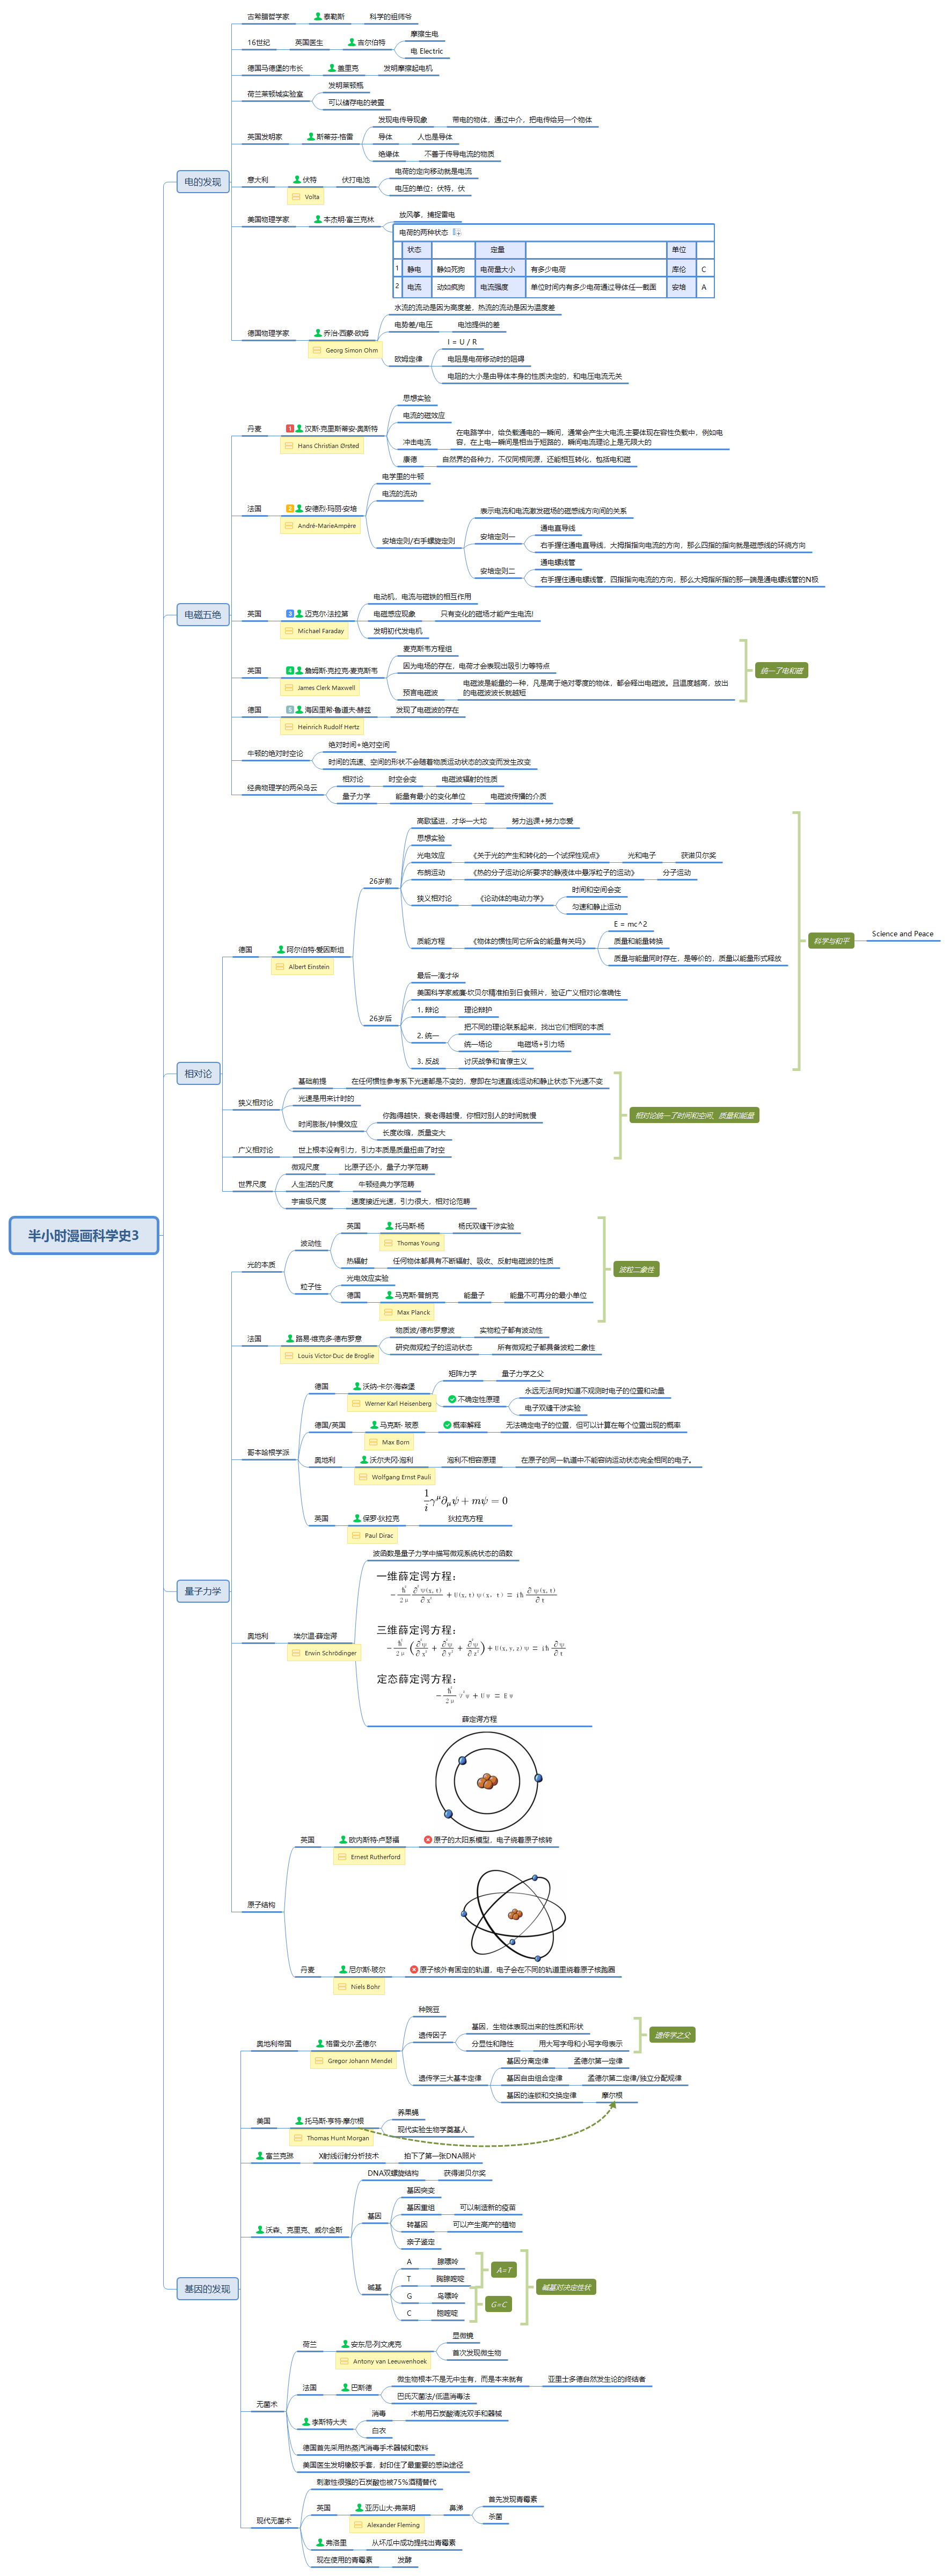 半小时漫画科学史3
电的发现
古希腊哲学家 泰勒斯 科学的祖师爷
16世纪 英国医生 吉尔伯特
摩擦生电
电 Electric
德国马德堡的市长 盖里克 发明摩擦起电机
荷兰莱顿城实验室
发明莱顿瓶
可以储存电的装置
英国发明家 斯蒂芬·格雷
发现电传导现象 带电的物体，通过中介，把电传给另一个物体
导体 人也是导体
绝缘体 不善于传导电流的物质
意大利 伏特 伏打电池
Volta
电荷的定向移动就是电流
电压的单位：伏特，伏
美国物理学家 本杰明·富兰克林
放风筝，捕捉雷电
电荷的两种状态
状态 定量 单位
1 静电 静如死狗 电荷量大小 有多少电荷 库伦 C
2 电流 动如疯狗 电流强度 单位时间内有多少电荷通过导体任一截面 安培 A
德国物理学家 乔治·西蒙·欧姆
Georg Simon Ohm
水流的流动是因为高度差，热流的流动是因为温度差
电势差/电压 电池提供的差
欧姆定律
I = U / R
电阻是电荷移动时的阻碍
电阻的大小是由导体本身的性质决定的，和电压电流无关
电磁五绝
丹麦 1 汉斯·克里斯蒂安·奥斯特
Hans Christian Ørsted
思想实验
电流的磁效应
冲击电流
在电路学中，给负载通电的一瞬间，通常会产生大电流,主要体现在容性负载中，例如电
容，在上电一瞬间是相当于短路的，瞬间电流理论上是无限大的
康德 自然界的各种力，不仅同根同源，还能相互转化，包括电和磁
法国 2 安德烈·玛丽·安培
André-MarieAmpère
电学里的牛顿
电流的流动
安培定则/右手螺旋定则
表示电流和电流激发磁场的磁感线方向间的关系
安培定则一
通电直导线
右手握住通电直导线，大拇指指向电流的方向，那么四指的指向就是磁感线的环绕方向
安培定则二
通电螺线管
右手握住通电螺线管，四指指向电流的方向，那么大拇指所指的那一端是通电螺线管的N极
英国 3 迈克尔·法拉第
Michael Faraday
电动机，电流与磁铁的相互作用
电磁感应现象 只有变化的磁场才能产生电流!
发明初代发电机
英国 4 詹姆斯·克拉克·麦克斯韦
James Clerk Maxwell
麦克斯韦方程组
因为电场的存在，电荷才会表现出吸引力等特点
预言电磁波
电磁波是能量的一种，凡是高于绝对零度的物体，都会释出电磁波。且温度越高，放出
的电磁波波长就越短
统一了电和磁
德国 5 海因里希·鲁道夫·赫兹 发现了电磁波的存在
Heinrich Rudolf Hertz
牛顿的绝对时空论
绝对时间+绝对空间
时间的流速、空间的形状不会随着物质运动状态的改变而发生改变
经典物理学的两朵乌云
相对论 时空会变 电磁波辐射的性质
量子力学 能量有最小的变化单位 电磁波传播的介质
相对论
德国 阿尔伯特·爱因斯坦
Albert Einstein
26岁前
高歌猛进，才华一大坨 努力逃课+努力恋爱
思想实验
光电效应 《关于光的产生和转化的一个试探性观点》 光和电子 获诺贝尔奖
布朗运动 《热的分子运动论所要求的静液体中悬浮粒子的运动》 分子运动
狭义相对论 《论动体的电动力学》
时间和空间会变
匀速和静止运动
质能方程 《物体的惯性同它所含的能量有关吗》
E = mc^2
质量和能量转换
质量与能量同时存在，是等价的，质量以能量形式释放
26岁后
最后一滴才华
美国科学家威廉·坎贝尔精准拍到日食照片，验证广义相对论准确性
1. 辩论 理论辩护
2. 统一
把不同的理论联系起来，找出它们相同的本质
统一场论 电磁场+引力场
3. 反战 讨厌战争和官僚主义
科学与和平 Science and Peace
狭义相对论
基础前提 在任何惯性参考系下光速都是不变的，意即在匀速直线运动和静止状态下光速不变
光速是用来计时的
时间膨胀/钟慢效应
你跑得越快，衰老得越慢，你相对别人的时间就慢
长度收缩，质量变大
广义相对论 世上根本没有引力，引力本质是质量扭曲了时空
相对论统一了时间和空间，质量和能量
世界尺度
微观尺度 比原子还小，量子力学范畴
人生活的尺度 牛顿经典力学范畴
宇宙级尺度 速度接近光速，引力很大，相对论范畴
量子力学
光的本质
波动性
英国 托马斯·杨 杨氏双缝干涉实验
Thomas Young
热辐射 任何物体都具有不断辐射、吸收、反射电磁波的性质
粒子性
光电效应实验
德国 马克斯·普朗克 能量子 能量不可再分的最小单位
Max Planck
波粒二象性
法国 路易·维克多·德布罗意
Louis Victor·Duc de Broglie
物质波/德布罗意波 实物粒子都有波动性
研究微观粒子的运动状态 所有微观粒子都具备波粒二象性
哥本哈根学派
德国 沃纳·卡尔·海森堡
Werner Karl Heisenberg
矩阵力学 量子力学之父
不确定性原理
永远无法同时知道不观测时电子的位置和动量
电子双缝干涉实验
德国/英国 马克斯· 玻恩 概率解释 无法确定电子的位置，但可以计算在每个位置出现的概率
Max Born
奥地利 沃尔夫冈·泡利 泡利不相容原理 在原子的同一轨道中不能容纳运动状态完全相同的电子。
Wolfgang Ernst Pauli
1/i γ^μ ∂_μ ψ + mψ = 0
英国 保罗·狄拉克 狄拉克方程
Paul Dirac
奥地利 埃尔温·薛定谔
Erwin Schrödinger
波函数是量子力学中描写微观系统状态的函数
一维薛定谔方程：
−ħ²/2μ ∂²ψ(x, t)/∂x² + U(x, t) ψ(x, t) = iħ ∂ψ(x, t)/∂t
三维薛定谔方程：
−ħ²/2μ (∂²ψ/∂x² + ∂²ψ/∂y² + ∂²ψ/∂z²) + U(x, y, z) ψ = iħ ∂ψ/∂t
定态薛定谔方程：
−ħ²/2μ ∇²ψ + Uψ = Eψ
薛定谔方程
原子结构
英国 欧内斯特·卢瑟福 原子的太阳系模型，电子绕着原子核转
Ernest Rutherford
丹麦 尼尔斯·玻尔 原子核外有固定的轨道，电子会在不同的轨道里绕着原子核跑圈
Niels Bohr
基因的发现
奥地利帝国 格雷戈尔·孟德尔
Gregor Johann Mendel
种豌豆
遗传因子
基因，生物体表现出来的性质和形状
分显性和隐性 用大写字母和小写字母表示
遗传学之父
遗传学三大基本定律
基因分离定律 孟德尔第一定律
基因自由组合定律 孟德尔第二定律/独立分配规律
基因的连锁和交换定律 摩尔根
美国 托马斯·亨特·摩尔根
Thomas Hunt Morgan
养果蝇
现代实验生物学奠基人
富兰克琳 X射线衍射分析技术 拍下了第一张DNA照片
沃森、克里克、威尔金斯
DNA双螺旋结构 获得诺贝尔奖
基因
基因突变
基因重组 可以制造新的疫苗
转基因 可以产生高产的植物
亲子鉴定
碱基
A 腺嘌呤
T 胸腺嘧啶
G 鸟嘌呤
C 胞嘧啶
A=T
G=C
碱基对决定性状
无菌术
荷兰 安东尼·列文虎克
Antony van Leeuwenhoek
显微镜
首次发现微生物
法国 巴斯德
微生物根本不是无中生有，而是本来就有 亚里士多德自然发生论的终结者
巴氏灭菌法/低温消毒法
李斯特大夫
消毒 术前用石炭酸清洗双手和器械
白衣
德国首先采用热蒸汽消毒手术器械和敷料
美国医生发明橡胶手套，封印住了最重要的感染途径
现代无菌术
刺激性很强的石炭酸也被75%酒精替代
英国 亚历山大·弗莱明 鼻涕
Alexander Fleming
首先发现青霉素
杀菌
弗洛里 从坏瓜中成功提纯出青霉素
现在使用的青霉素 发酵